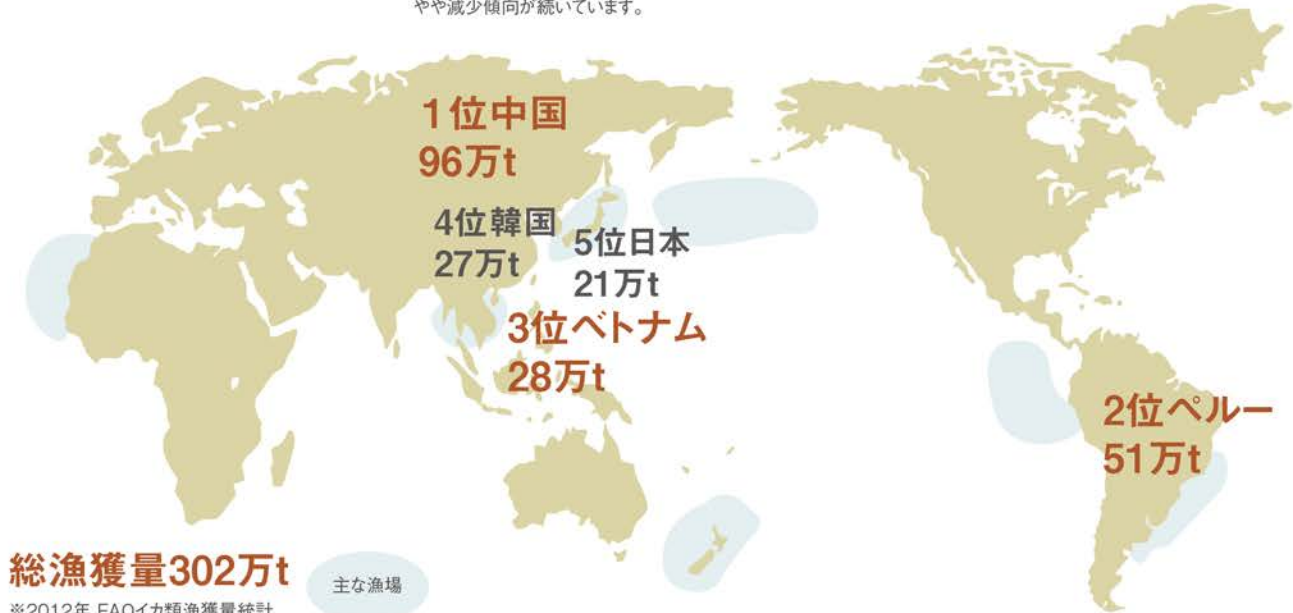 やや減少傾向が続いています。
1位中国
96万t
4位韓国
27万t
5位日本
21万t
3位ベトナム
28万t
2位ペルー
51万t
総漁獲量302万t
主な漁場
※2012年 FAOイカ類漁獲量統計